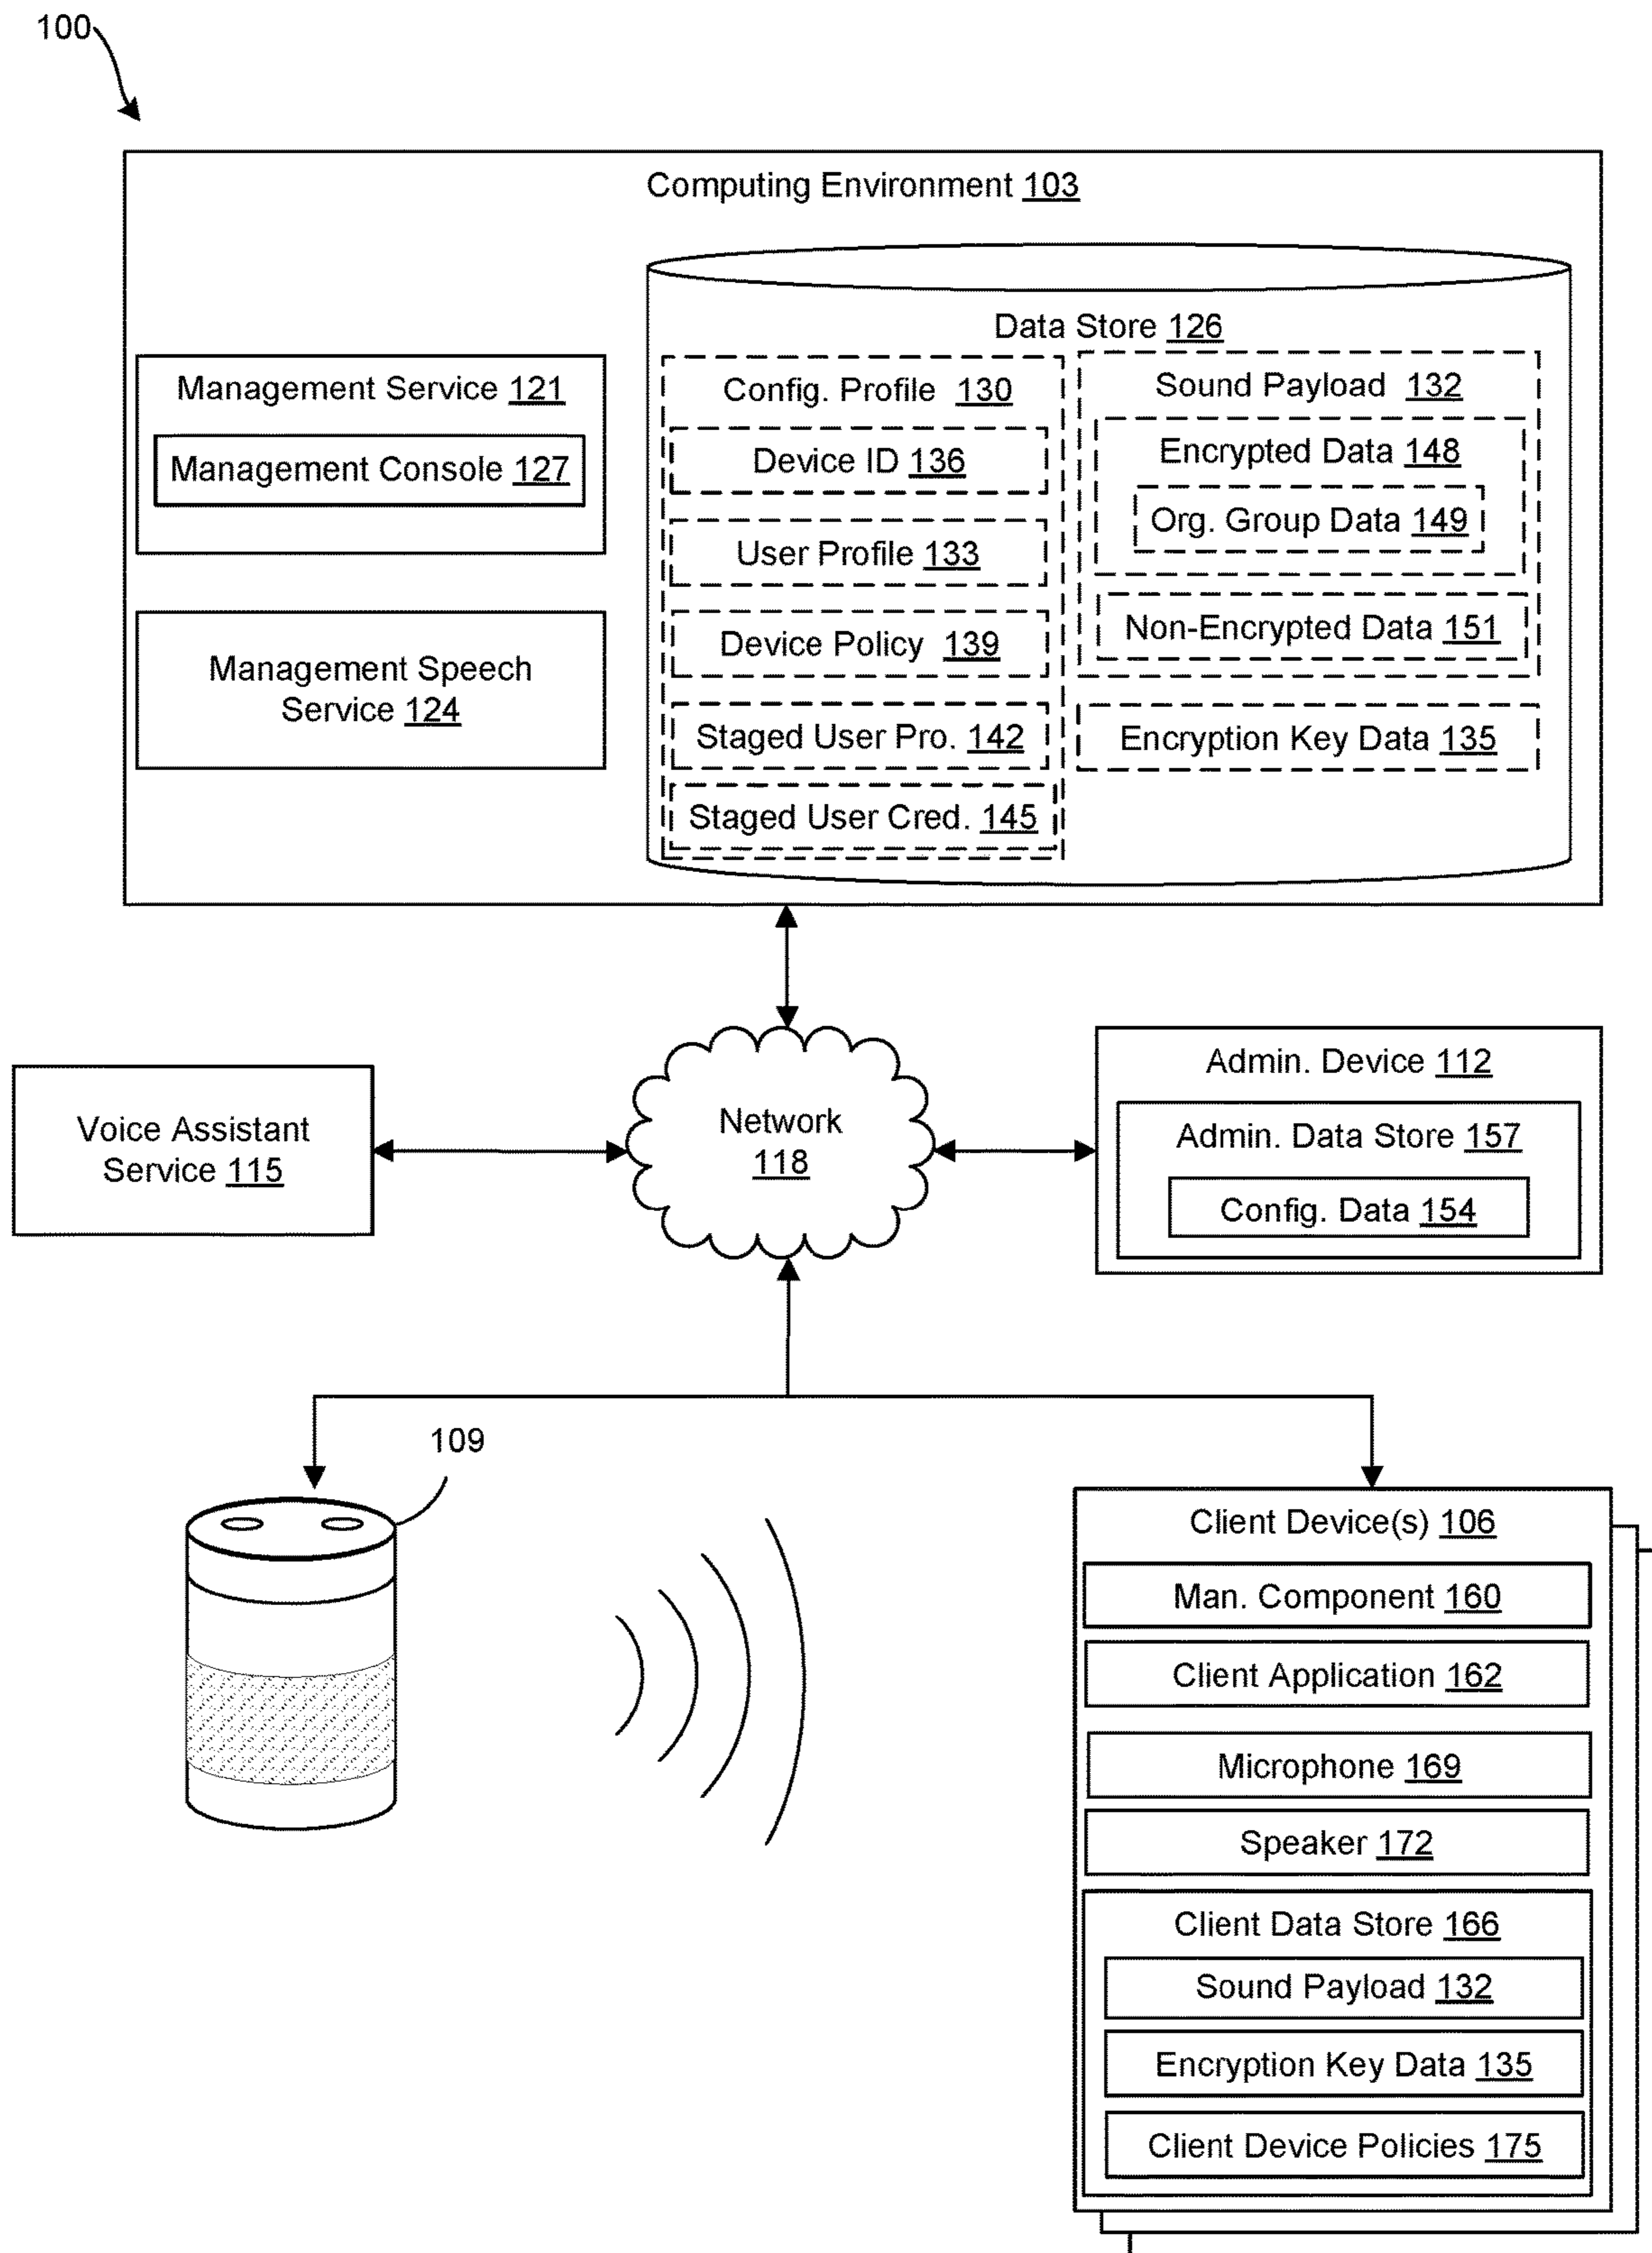 100
Computing Environment 103
Data Store 126
Management Service 121
Management Console 127
Management Speech
Service 124
Config. Profile 130
Device ID 136
User Profile 133
Device Policy 139
Staged User Pro. 142
Staged User Cred. 145
Sound Payload 132
Encrypted Data 148
Org. Group Data 149
Non-Encrypted Data 151
Encryption Key Data 135
Voice Assistant
Service 115
Network
118
Admin. Device 112
Admin. Data Store 157
Config. Data 154
109
Client Device(s) 106
Man. Component 160
Client Application 162
Microphone 169
Speaker 172
Client Data Store 166
Sound Payload 132
Encryption Key Data 135
Client Device Policies 175